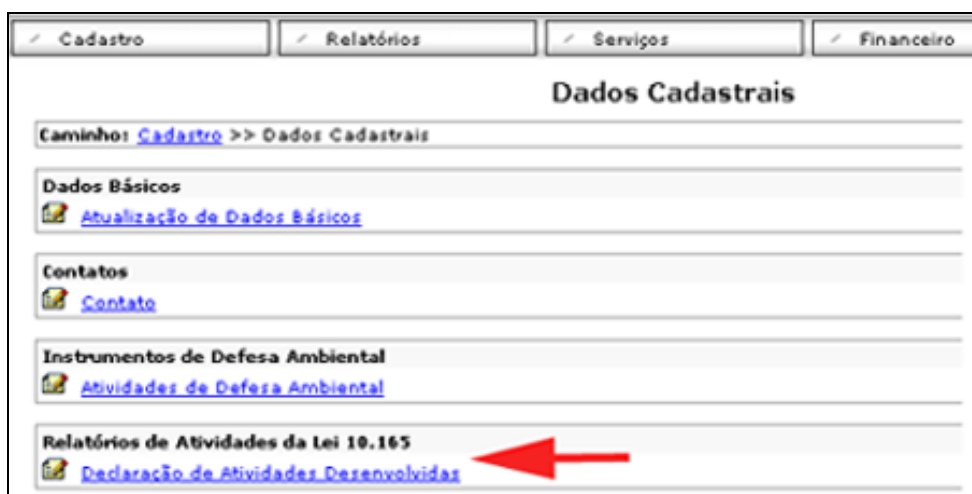 Cadastro Relatórios Serviços Financeiro
Dados Cadastrais
Caminho: Cadastro >> Dados Cadastrais
Dados Básicos
Atualização de Dados Básicos
Contatos
Contato
Instrumentos de Defesa Ambiental
Atividades de Defesa Ambiental
Relatórios de Atividades da Lei 10.165
Declaração de Atividades Desenvolvidas